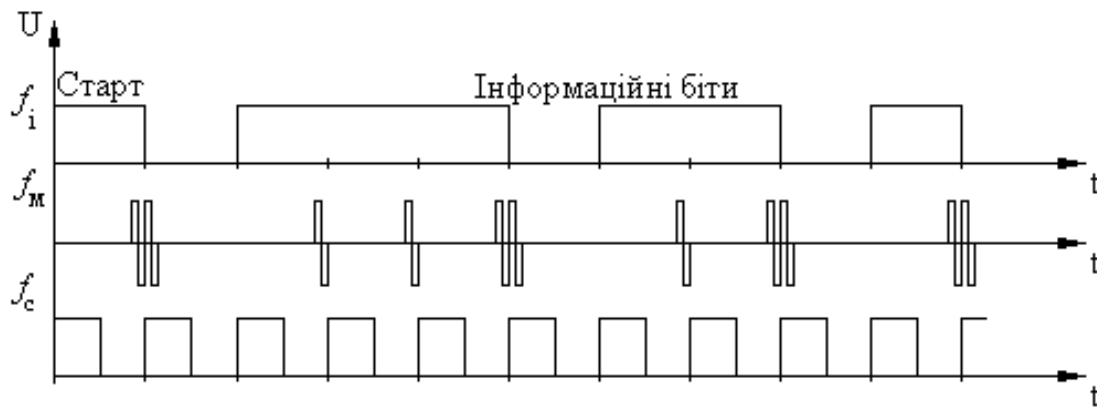 U
Старт
Інформаційні біти
fі
t
fм
t
fс
t